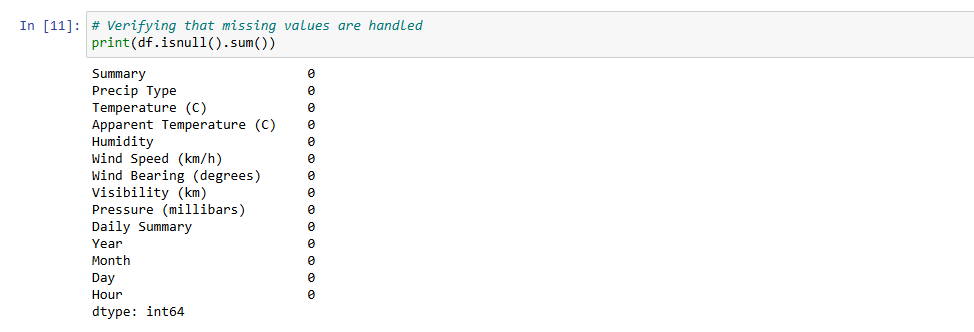 In [11]: # Verifying that missing values are handled
print(df.isnull().sum())
Summary 0
Precip Type 0
Temperature (C) 0
Apparent Temperature (C) 0
Humidity 0
Wind Speed (km/h) 0
Wind Bearing (degrees) 0
Visibility (km) 0
Pressure (millibars) 0
Daily Summary 0
Year 0
Month 0
Day 0
Hour 0
dtype: int64